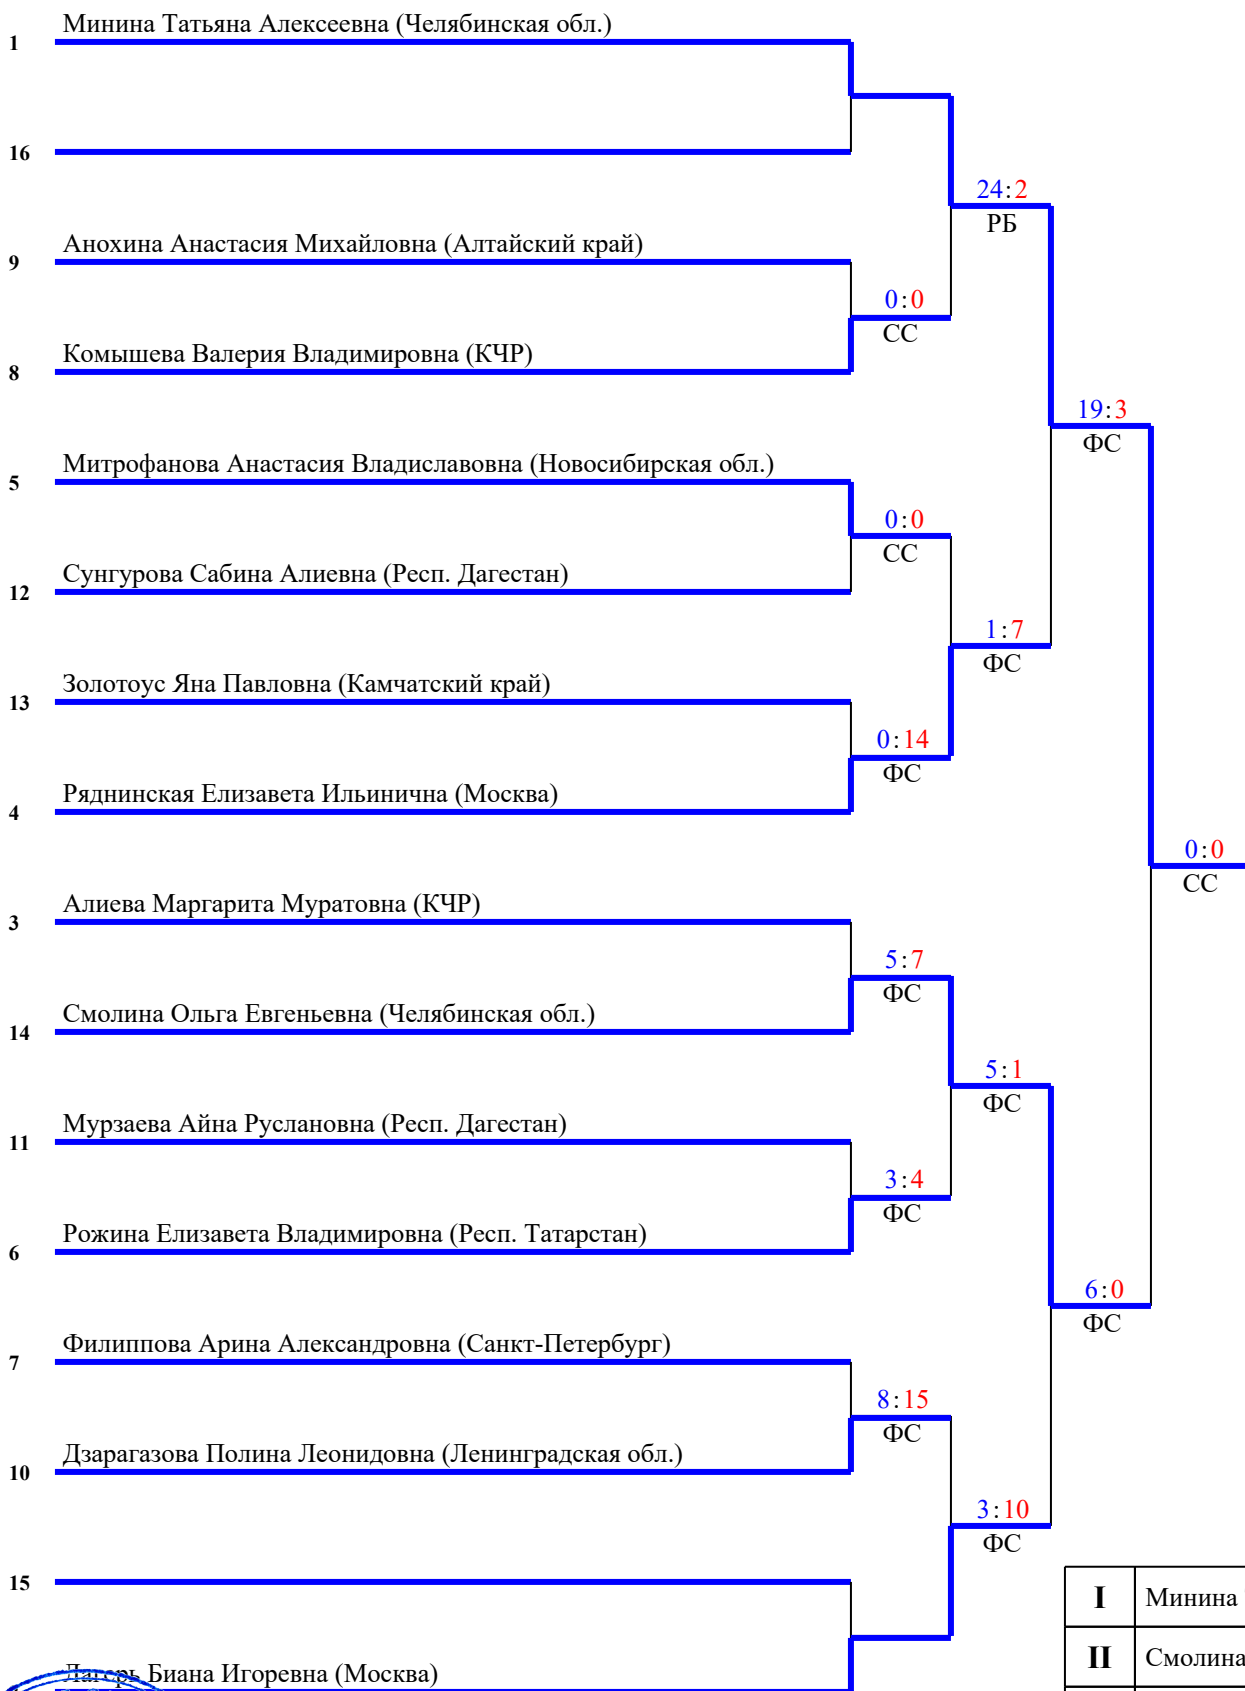 Минина Татьяна Алексеевна (Челябинская обл.)
1
16
24:2
РБ
Анохина Анастасия Михайловна (Алтайский край)
9
0:0
СС
Комышева Валерия Владимировна (КЧР)
8
19:3
ФС
Митрофанова Анастасия Владиславовна (Новосибирская обл.)
5
0:0
СС
Сунгурова Сабина Алиевна (Респ. Дагестан)
12
1:7
ФС
Золотоус Яна Павловна (Камчатский край)
13
0:14
ФС
Ряднинская Елизавета Ильинична (Москва)
4
0:0
СС
Алиева Маргарита Муратовна (КЧР)
3
5:7
ФС
Смолина Ольга Евгеньевна (Челябинская обл.)
14
5:1
ФС
Мурзаева Айна Руслановна (Респ. Дагестан)
11
3:4
ФС
Рожина Елизавета Владимировна (Респ. Татарстан)
6
6:0
ФС
Филиппова Арина Александровна (Санкт-Петербург)
7
8:15
ФС
Дзарагазова Полина Леонидовна (Ленинградская обл.)
10
3:10
ФС
15
I Минина
II Смолина
Лагерь Биана Игоревна (Москва)